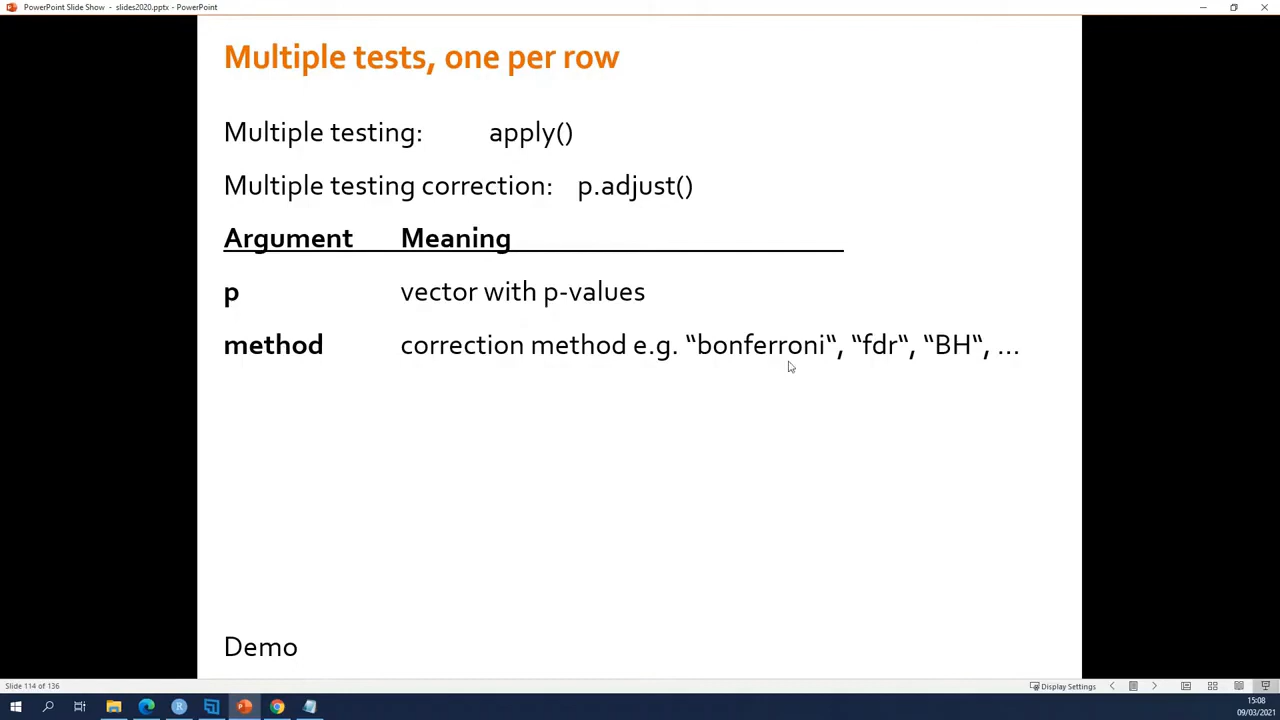 PowerPoint Slide Show - slides2020.pptx - PowerPoint
Multiple tests, one per row
Multiple testing: apply()
Multiple testing correction: p.adjust()
Argument Meaning
p vector with p-values
method correction method e.g. “bonferroni“, “fdr“, “BH“, ...
Demo
Slide 114 of 136
Display Settings
15:08
09/03/2021